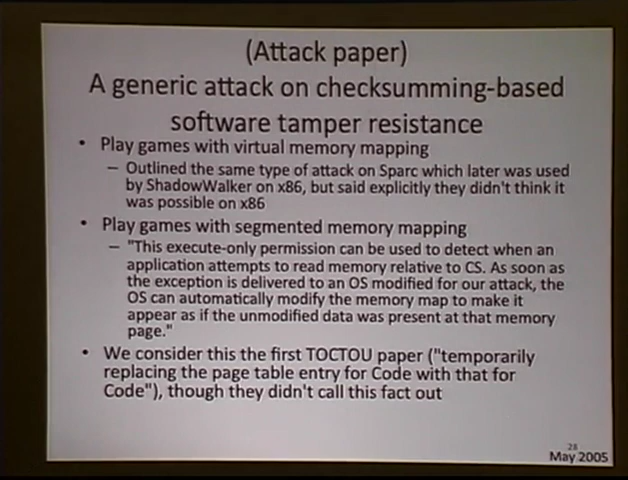 (Attack paper)
A generic attack on checksumming-based
software tamper resistance
• Play games with virtual memory mapping
– Outlined the same type of attack on Sparc which later was used
by ShadowWalker on x86, but said explicitly they didn't think it
was possible on x86
• Play games with segmented memory mapping
– "This execute-only permission can be used to detect when an
application attempts to read memory relative to CS. As soon as
the exception is delivered to an OS modified for our attack, the
OS can automatically modify the memory map to make it
appear as if the unmodified data was present at that memory
page."
• We consider this the first TOCTOU paper ("temporarily
replacing the page table entry for Code with that for
Code"), though they didn't call this fact out
28
May 2005